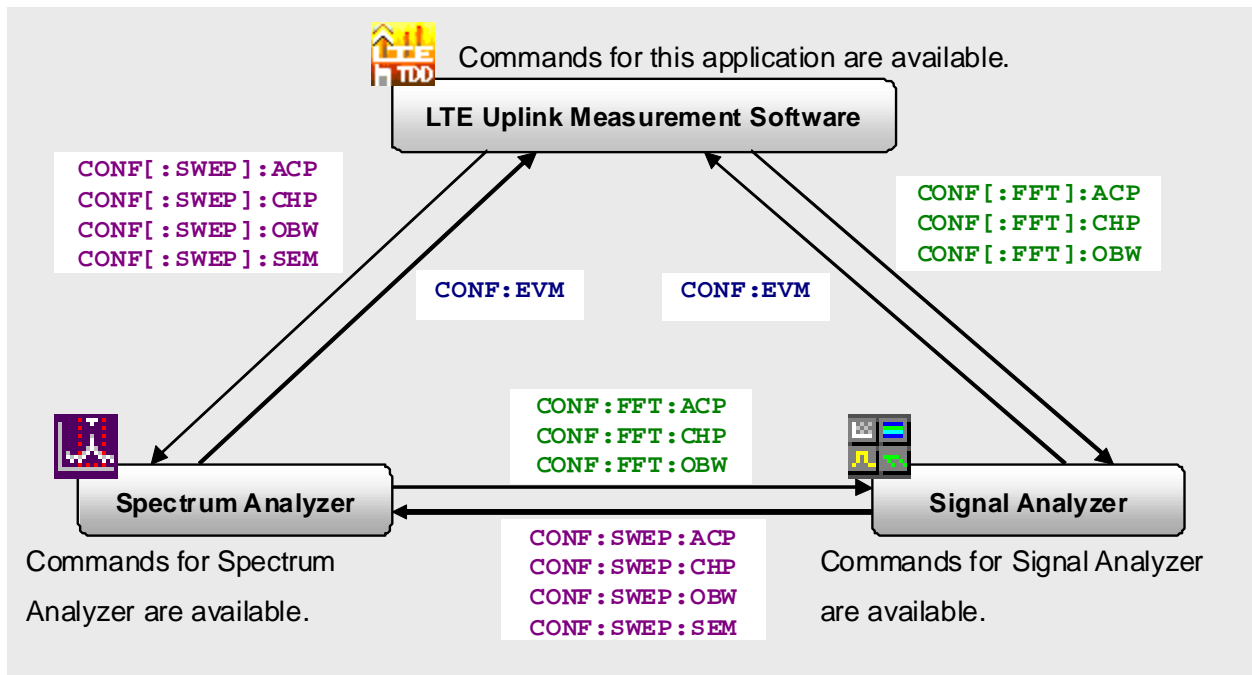 LTE
TDD
Commands for this application are available.
LTE Uplink Measurement Software
CONF[:SWEP]:ACP
CONF[:SWEP]:CHP
CONF[:SWEP]:OBW
CONF[:SWEP]:SEM
CONF[:FFT]:ACP
CONF[:FFT]:CHP
CONF[:FFT]:OBW
CONF:EVM
CONF:EVM
CONF:FFT:ACP
CONF:FFT:CHP
CONF:FFT:OBW
Spectrum Analyzer
Signal Analyzer
CONF:SWEP:ACP
CONF:SWEP:CHP
CONF:SWEP:OBW
CONF:SWEP:SEM
Commands for Spectrum
Analyzer are available.
Commands for Signal Analyzer
are available.